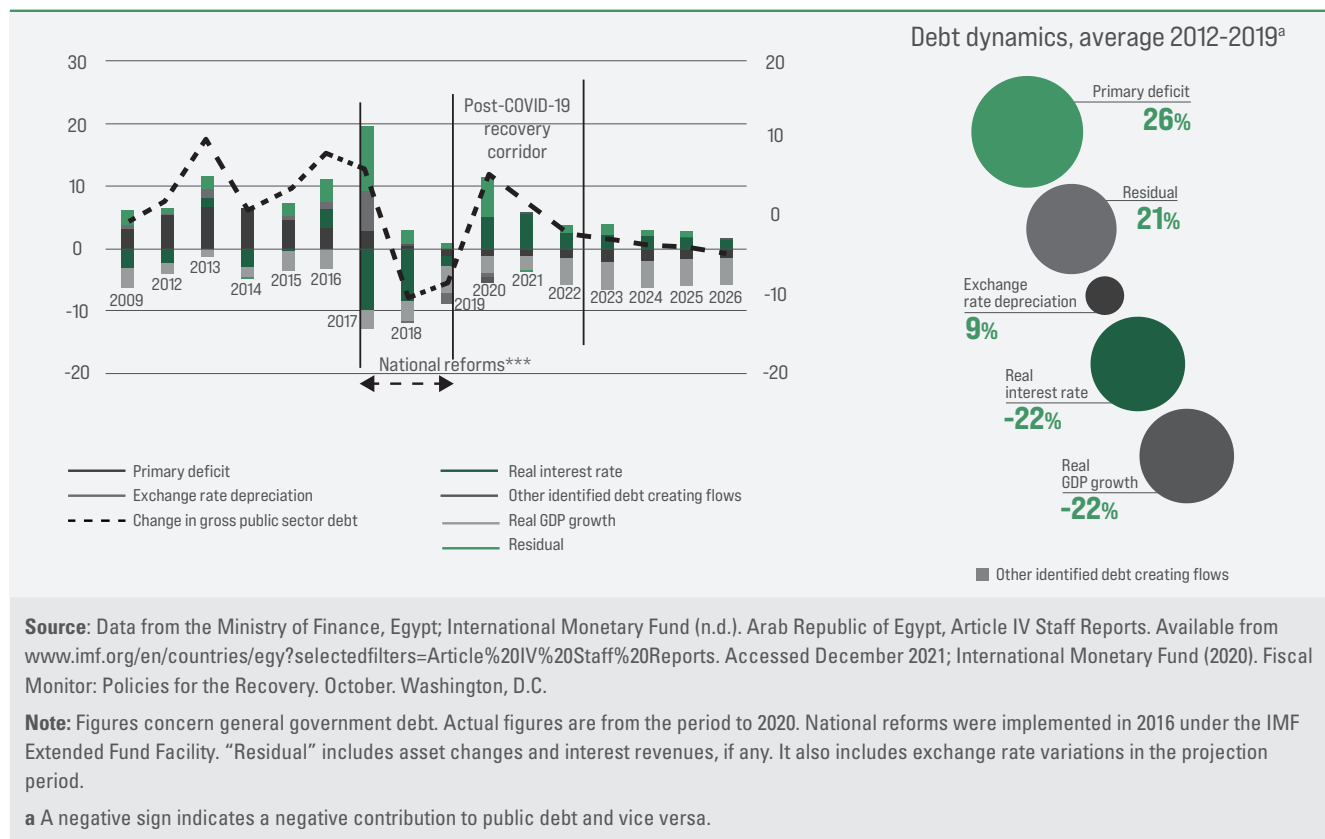 Debt dynamics, average 2012-2019ª
30
20
10
0
-10
-20
20
10
0
-10
-20
Post-COVID-19
recovery
corridor
2009
2012
2013
2014
2015
2016
2017
2018
2019
2020
2021
2022
2023
2024
2025
2026
National reforms***
Primary deficit
Exchange rate depreciation
Change in gross public sector debt
Real interest rate
Other identified debt creating flows
Real GDP growth
Residual
Primary deficit
26%
Residual
21%
Exchange
rate depreciation
9%
Real
interest rate
-22%
Real
GDP growth
-22%
Other identified debt creating flows
Source: Data from the Ministry of Finance, Egypt; International Monetary Fund (n.d.). Arab Republic of Egypt, Article IV Staff Reports. Available from
www.imf.org/en/countries/egy?selectedfilters=Article%20IV%20Staff%20Reports. Accessed December 2021; International Monetary Fund (2020). Fiscal
Monitor: Policies for the Recovery. October. Washington, D.C.
Note: Figures concern general government debt. Actual figures are from the period to 2020. National reforms were implemented in 2016 under the IMF
Extended Fund Facility. “Residual” includes asset changes and interest revenues, if any. It also includes exchange rate variations in the projection
period.
a A negative sign indicates a negative contribution to public debt and vice versa.